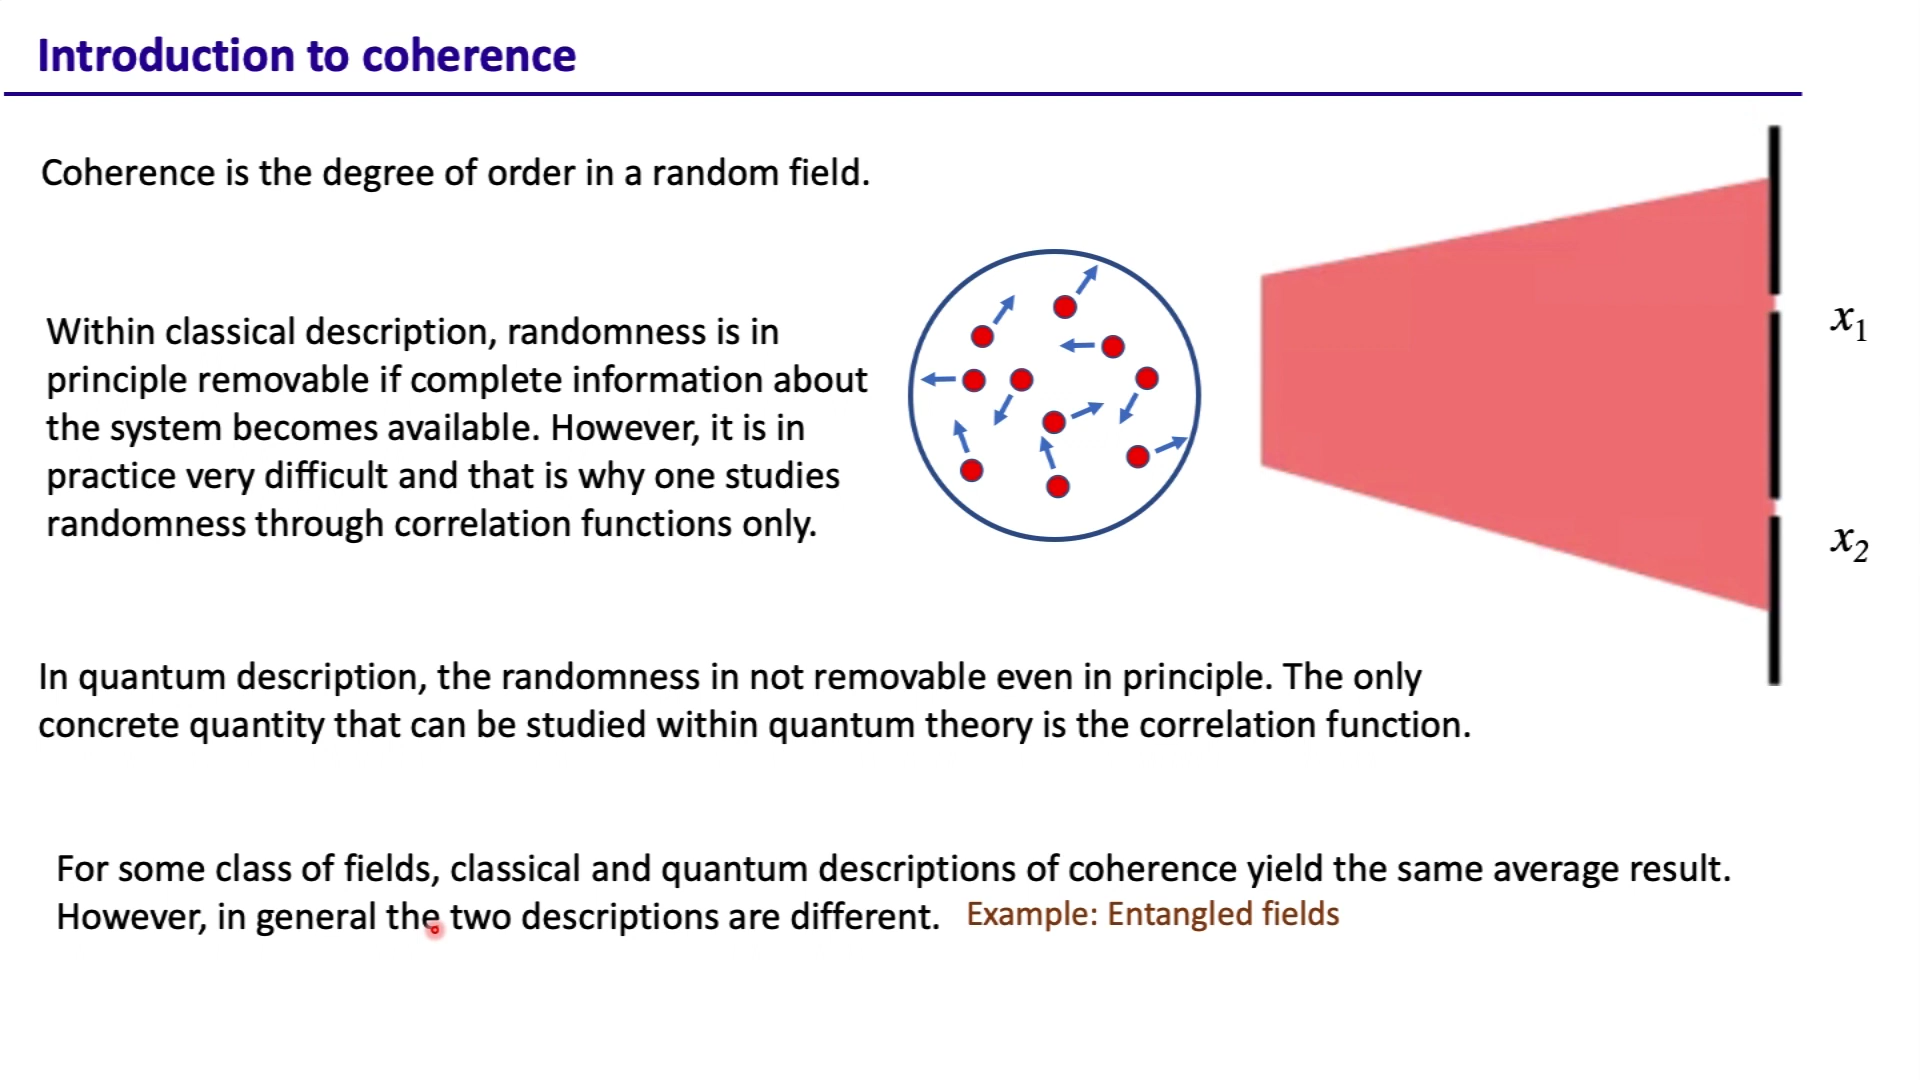 Introduction to coherence
Coherence is the degree of order in a random field.
Within classical description, randomness is in
principle removable if complete information about
the system becomes available. However, it is in
practice very difficult and that is why one studies
randomness through correlation functions only.
x₁
x₂
In quantum description, the randomness in not removable even in principle. The only
concrete quantity that can be studied within quantum theory is the correlation function.
For some class of fields, classical and quantum descriptions of coherence yield the same average result.
However, in general the two descriptions are different. Example: Entangled fields